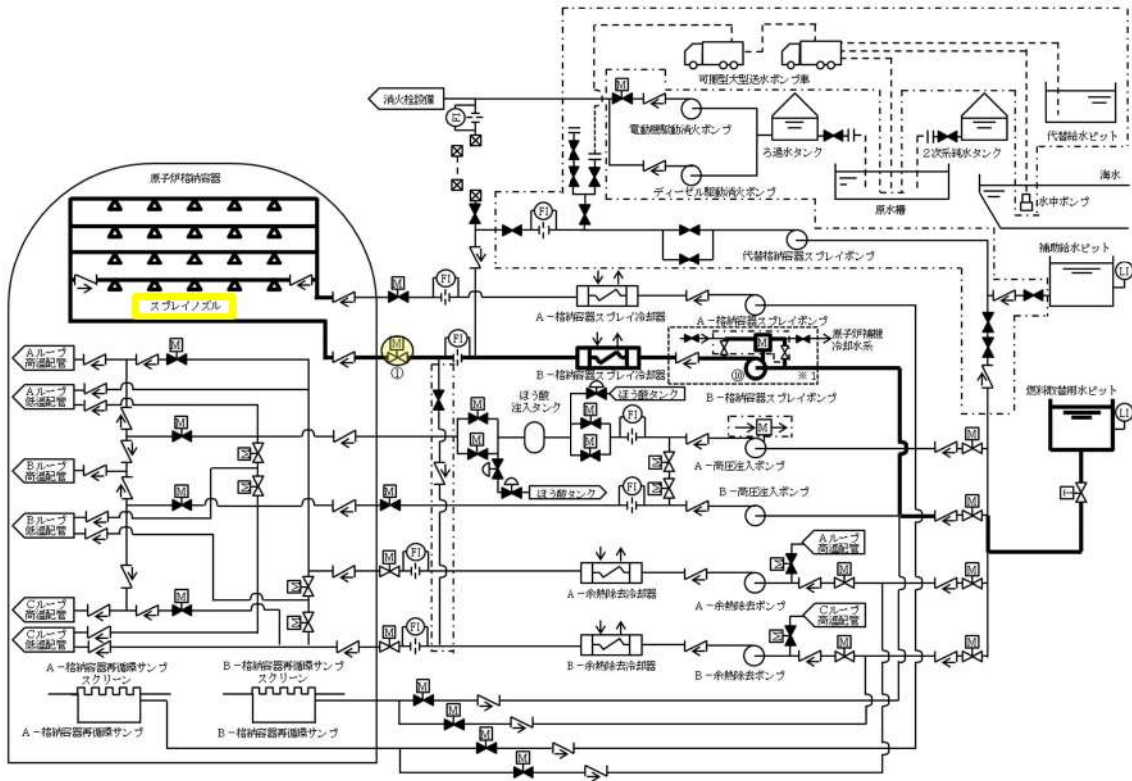 可搬型大型送水ポンプ車
消火栓設備
FI
M
電動機駆動消火ポンプ
ろ過水タンク
2次系純水タンク
代替給水ピット
海水
原子炉格納容器
ディーゼル駆動消火ポンプ
原水槽
水中ポンプ
FI
代替格納容器スプレイポンプ
補助給水ピット
LI
スプレイノズル
M
FI
A-格納容器スプレイ冷却器
A-格納容器スプレイポンプ
M
①
FI
B-格納容器スプレイ冷却器
M
原子炉補機
冷却水系
⑩
※1
B-格納容器スプレイポンプ
Aループ
高温配管
M
Aループ
低温配管
ほう酸
注入タンク
ほう酸タンク
燃料取替用水ピット
LI
M
M
M
FI
M
A-高圧注入ポンプ
M
M
M
M
M
Bループ
高温配管
M
M
ほう酸タンク
B-高圧注入ポンプ
M
M
FI
Bループ
低温配管
M
I
Aループ
高温配管
M
FI
A-余熱除去冷却器
A-余熱除去ポンプ
M
M
M
M
Cループ
高温配管
M
M
Cループ
高温配管
Cループ
低温配管
M
FI
B-余熱除去冷却器
B-余熱除去ポンプ
M
M
M
A-格納容器再循環サンプ
スクリーン
B-格納容器再循環サンプ
スクリーン
M
M
A-格納容器再循環サンプ
B-格納容器再循環サンプ
M
M